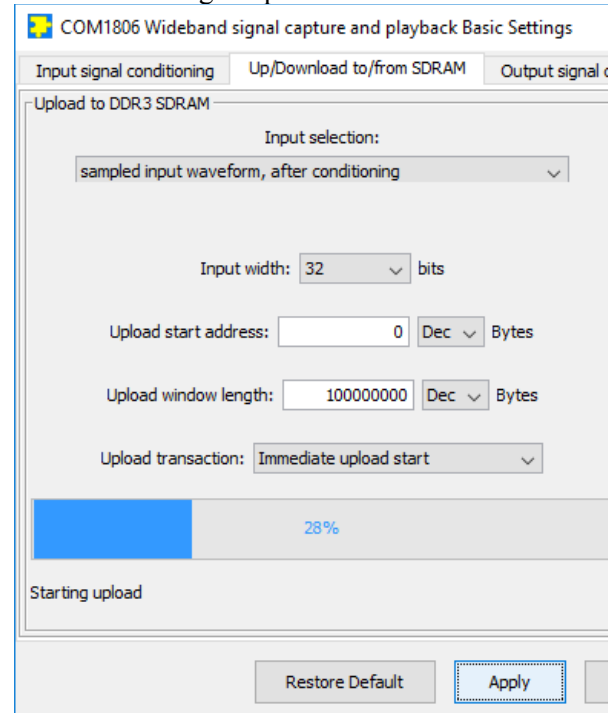 COM1806 Wideband signal capture and playback Basic Settings
Input signal conditioning Up/Download to/from SDRAM Output signal
Upload to DDR3 SDRAM
Input selection:
sampled input waveform, after conditioning
Input width: 32 bits
Upload start address: 0 Dec Bytes
Upload window length: 100000000 Dec Bytes
Upload transaction: Immediate upload start
28%
Starting upload
Restore Default Apply